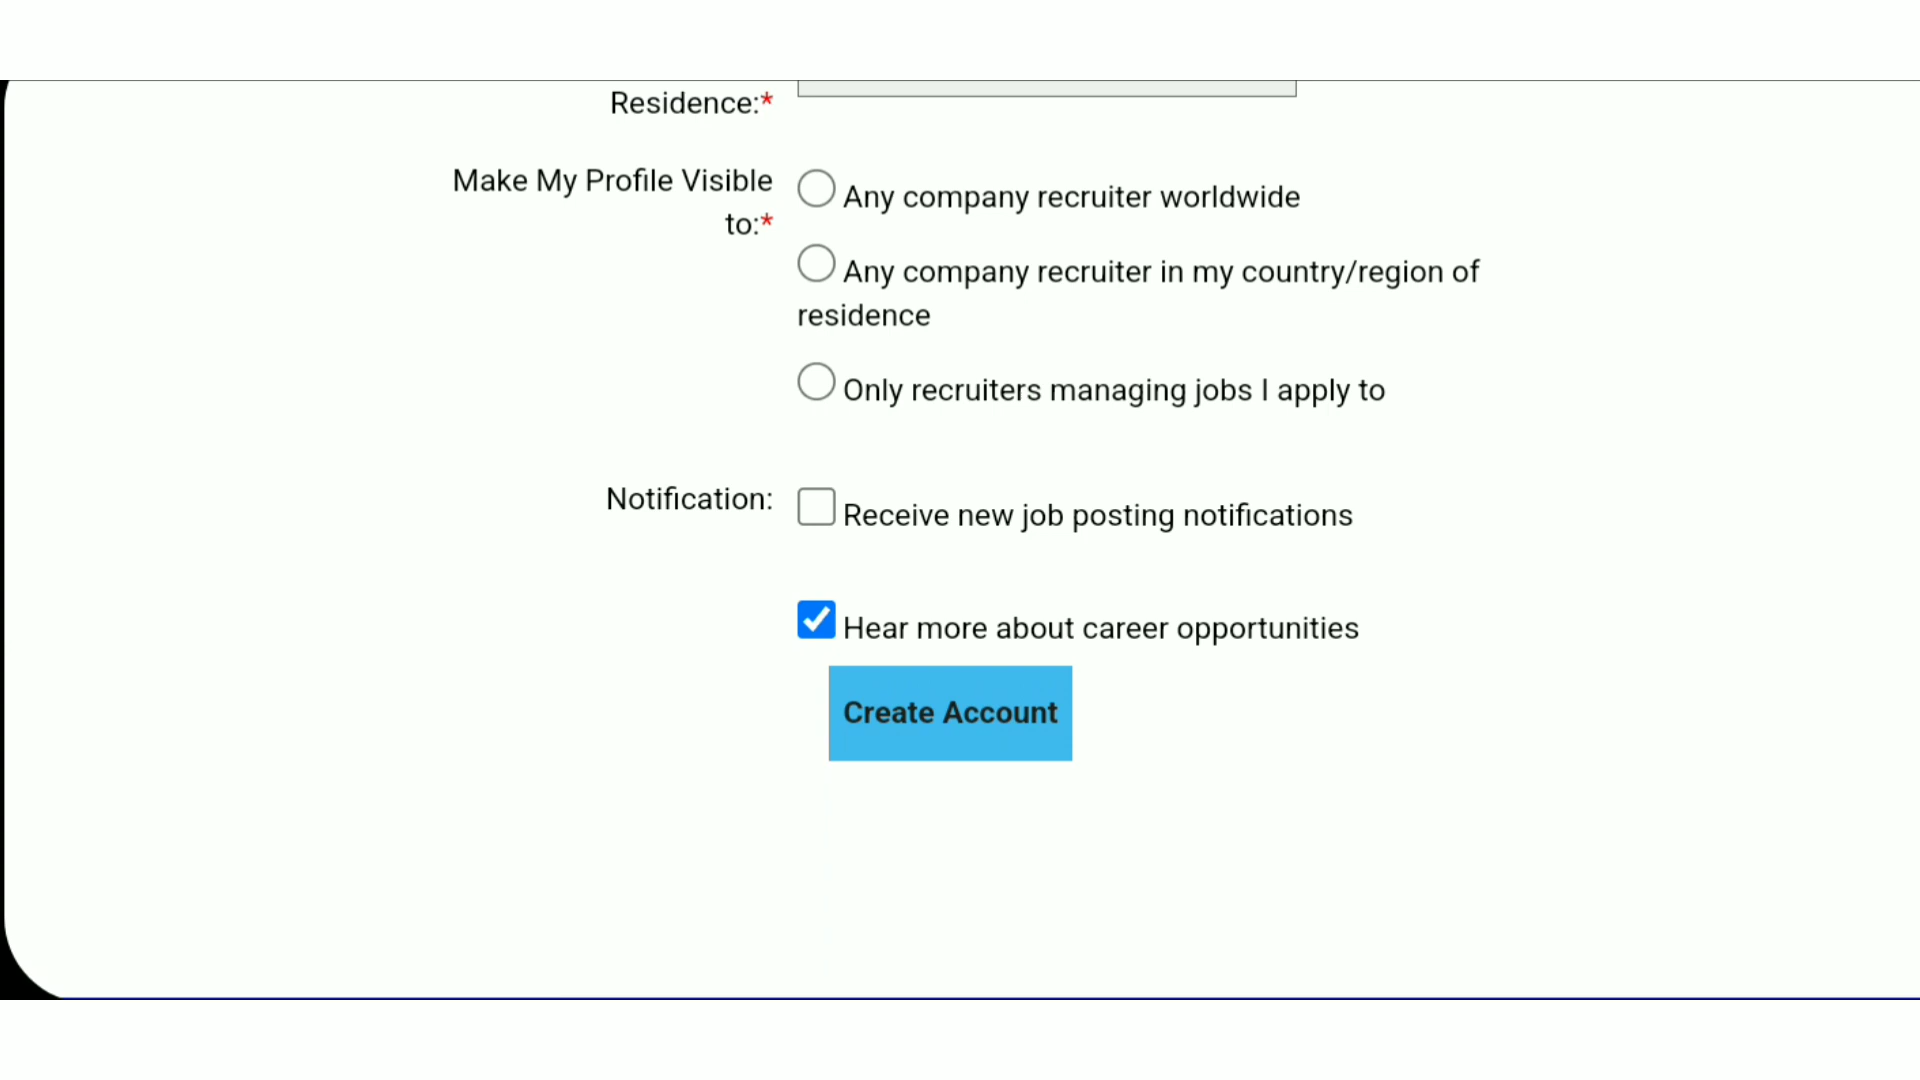 Residence:*
Make My Profile Visible
to:*
Any company recruiter worldwide
Any company recruiter in my country/region of
residence
Only recruiters managing jobs I apply to
Notification:
Receive new job posting notifications
Hear more about career opportunities
Create Account